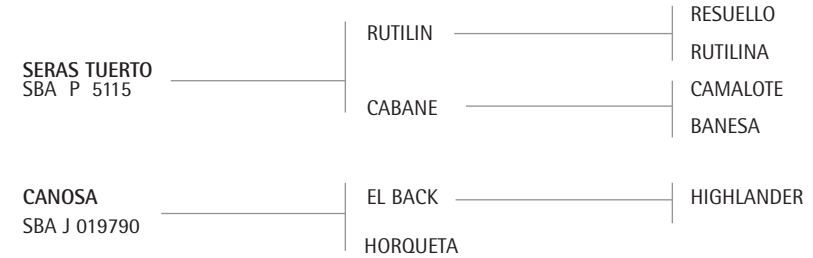 RESUELLO
RUTILIN
RUTILINA
SERAS TUERTO
SBA P 5115
CAMALOTE
CABANE
BANESA
CANOSA
EL BACK
HIGHLANDER
SBA J 019790
HORQUETA